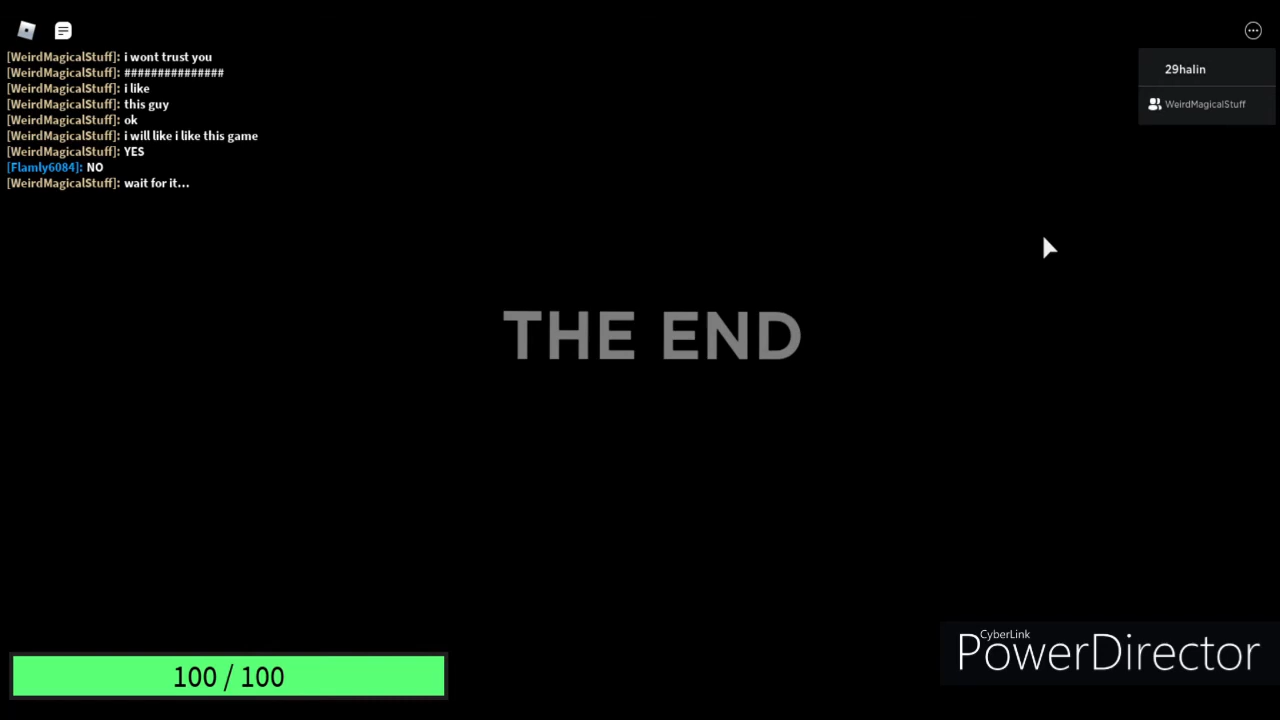 [WeirdMagicalStuff]: i wont trust you
[WeirdMagicalStuff]: ###############
[WeirdMagicalStuff]: i like
[WeirdMagicalStuff]: this guy
[WeirdMagicalStuff]: ok
[WeirdMagicalStuff]: i will like i like this game
[WeirdMagicalStuff]: YES
[Flamly6084]: NO
[WeirdMagicalStuff]: wait for it...
29halin
WeirdMagicalStuff
THE END
100 / 100
CyberLink
PowerDirector